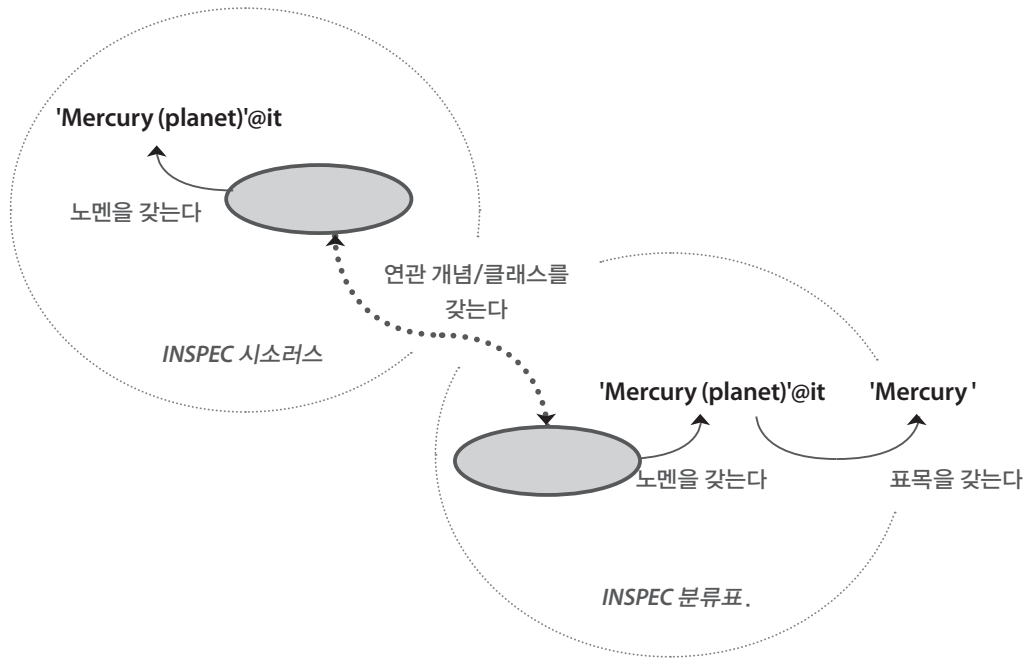 'Mercury (planet)'@it
노멘을 갖는다
연관 개념/클래스를
갖는다
INSPEC 시소러스
'Mercury (planet)'@it
'Mercury '
노멘을 갖는다
표목을 갖는다
INSPEC 분류표.